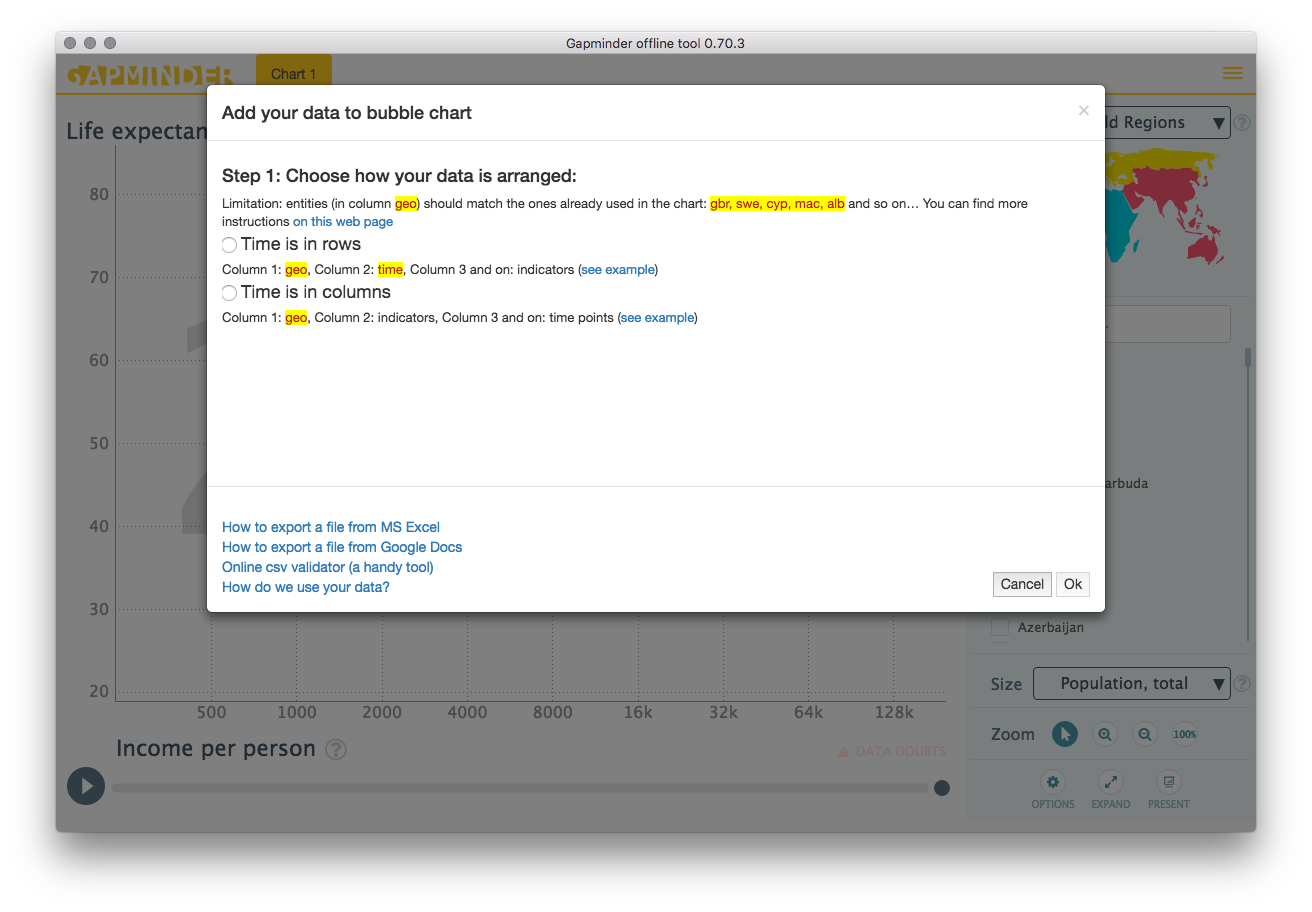 Gapminder offline tool 0.70.3
GAPMINDER
Chart 1
Add your data to bubble chart
×
Life expectan
ld Regions ▼ ?
Step 1: Choose how your data is arranged:
Limitation: entities (in column geo) should match the ones already used in the chart: gbr, swe, cyp, mac, alb and so on… You can find more
instructions on this web page
Time is in rows
Column 1: geo, Column 2: time, Column 3 and on: indicators (see example)
Time is in columns
Column 1: geo, Column 2: indicators, Column 3 and on: time points (see example)
80
70
60
50
40
30
20
arbuda
How to export a file from MS Excel
How to export a file from Google Docs
Online csv validator (a handy tool)
How do we use your data?
Cancel Ok
Azerbaijan
500 1000 2000 4000 8000 16k 32k 64k 128k
Income per person ?
DATA DOUBTS
Size Population, total ▼ ?
Zoom 100%
OPTIONS EXPAND PRESENT